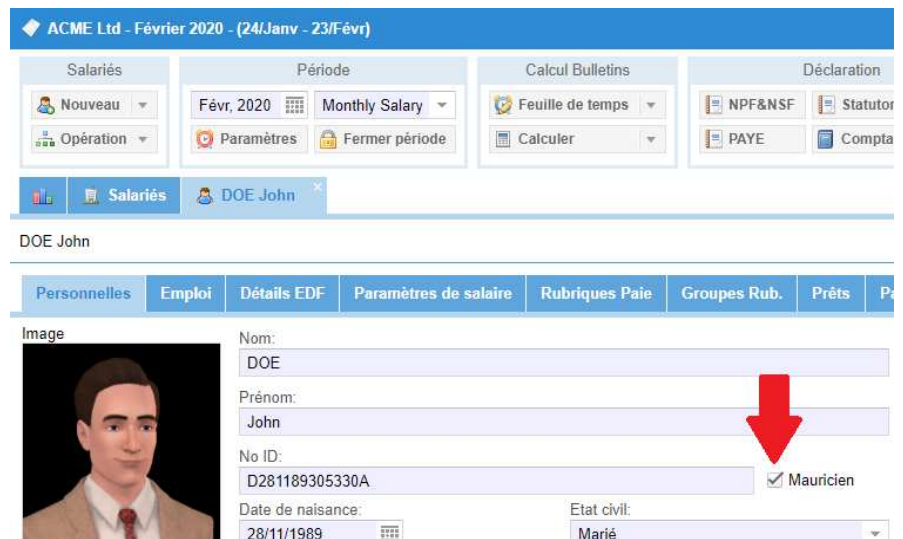 ACME Ltd - Février 2020 - (24/Janv - 23/Févr)
Salariés Période Calcul Bulletins Déclaration
Nouveau Févr, 2020 Monthly Salary Feuille de temps NPF&NSF Statutor
Opération Paramètres Fermer période Calculer PAYE Compta
Salariés DOE John
DOE John
Personnelles Emploi Détails EDF Paramètres de salaire Rubriques Paie Groupes Rub. Prêts Pa
Image
Nom:
DOE
Prénom:
John
No ID:
D281189305330A Mauricien
Date de naisance: Etat civil:
28/11/1989 Marié